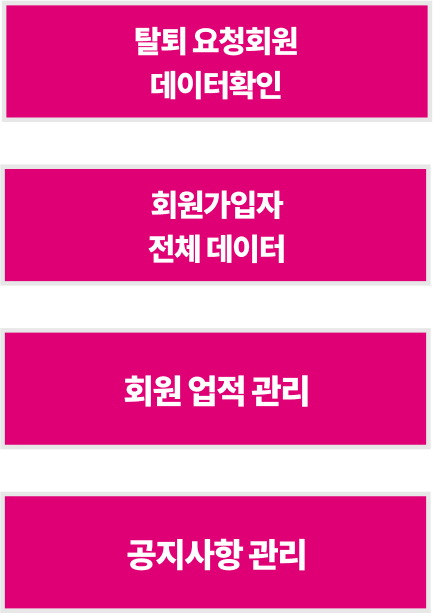 탈퇴 요청회원
데이터확인
회원가입자
전체 데이터
회원 업적 관리
공지사항 관리